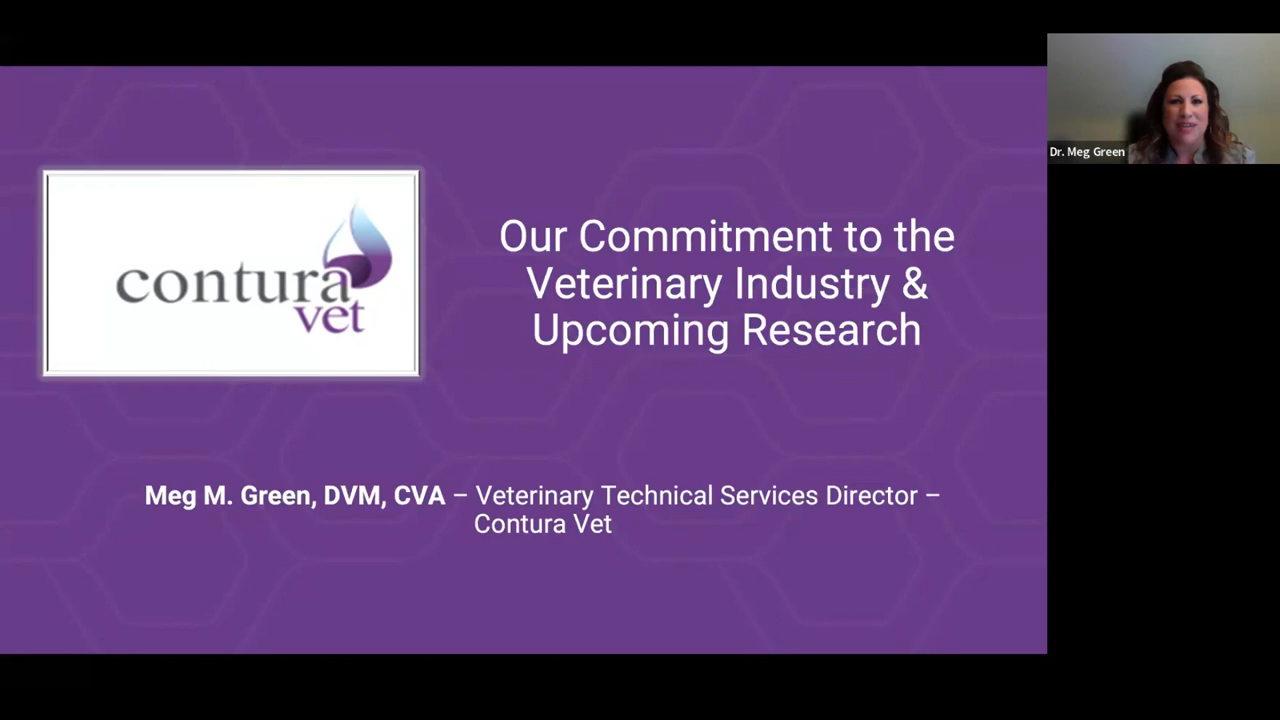 contura
vet
Our Commitment to the
Veterinary Industry &
Upcoming Research
Meg M. Green, DVM, CVA – Veterinary Technical Services Director –
Contura Vet
Dr. Meg Green